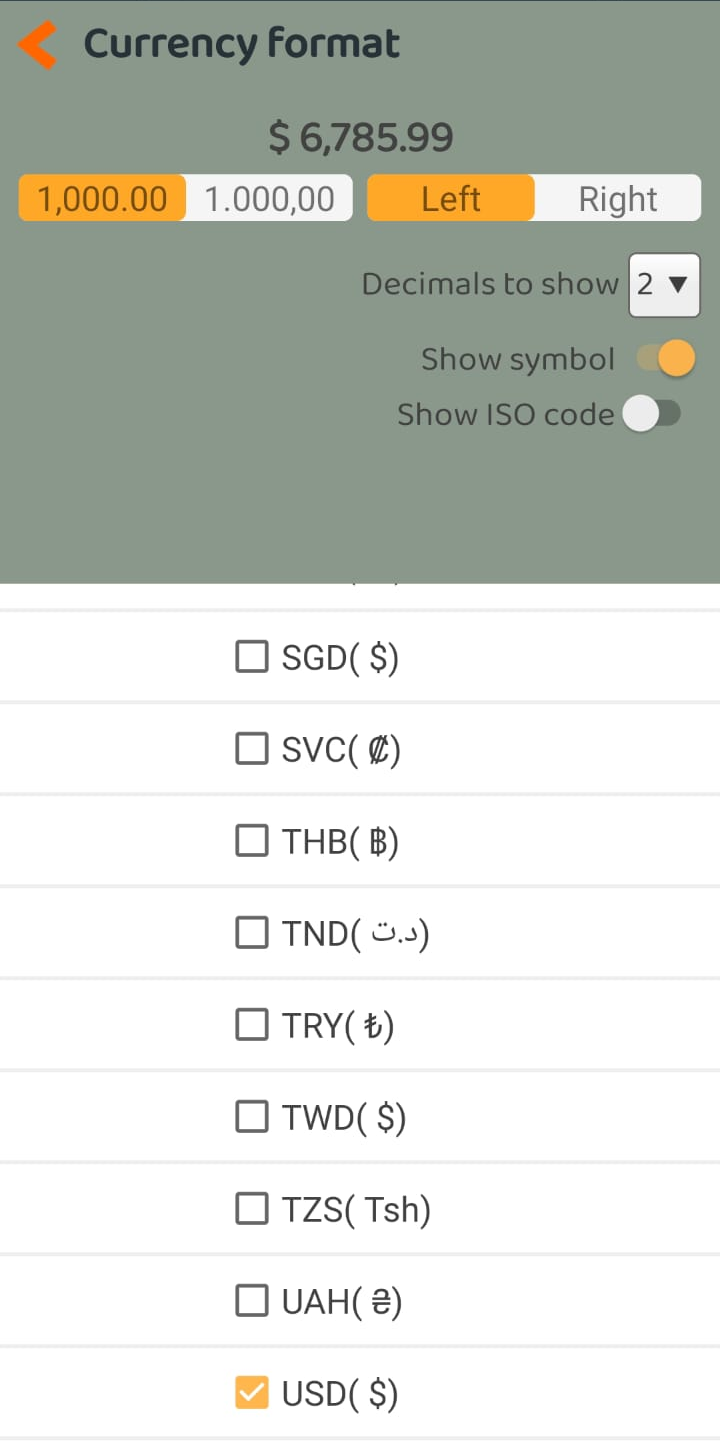 Currency format
$ 6,785.99
1,000.00 1.000,00 Left Right
Decimals to show 2 ▼
Show symbol
Show ISO code
SGD( $)
SVC( ₡)
THB( ฿)
TND( د.ت)
TRY( ₺)
TWD( $)
TZS( Tsh)
UAH( ₴)
USD( $)